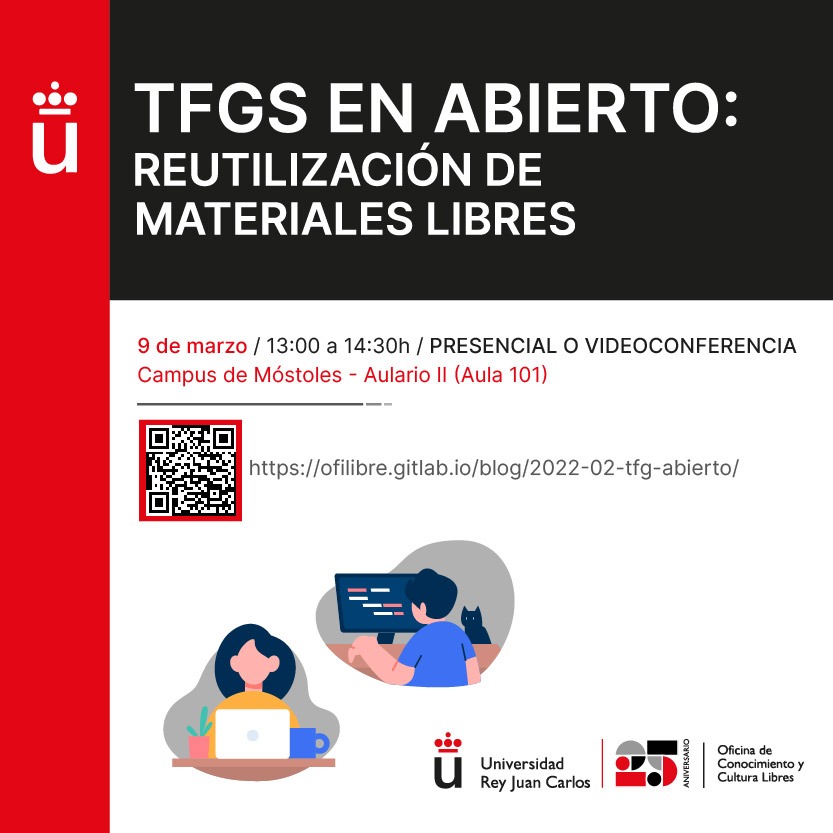 ü
TFGS EN ABIERTO:
REUTILIZACIÓN DE
MATERIALES LIBRES
9 de marzo / 13:00 a 14:30h / PRESENCIAL O VIDEOCONFERENCIA
Campus de Móstoles - Aulario II (Aula 101)
https://ofilibre.gitlab.io/blog/2022-02-tfg-abierto/
u
Universidad
Rey Juan Carlos
25
ANIVERSARIO
Oficina de
Conocimiento y
Cultura Libres